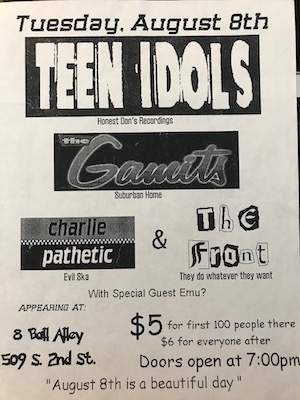 Tuesday, August 8th
TEEN IDOLS
Honest Don's Recordings
the
Gamits
Suburban Home
charlie
pathetic
Evil Ska
&
The
Front
They do whatever they want
With Special Guest Emu?
APPEARING AT:
8 Ball Alley
509 S. 2nd St.
$5 for first 100 people there
$6 for everyone after
Doors open at 7:00pm
"August 8th is a beautiful day"